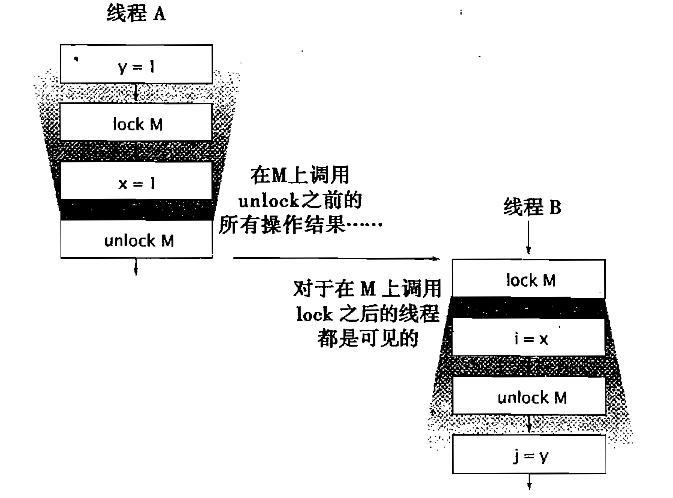 线程 A
y = 1
lock M
x = 1
unlock M
在M上调用
unlock之前的
所有操作结果……
线程 B
对于在 M 上调用
lock 之后的线程
都是可见的
lock M
i = x
unlock M
j = y